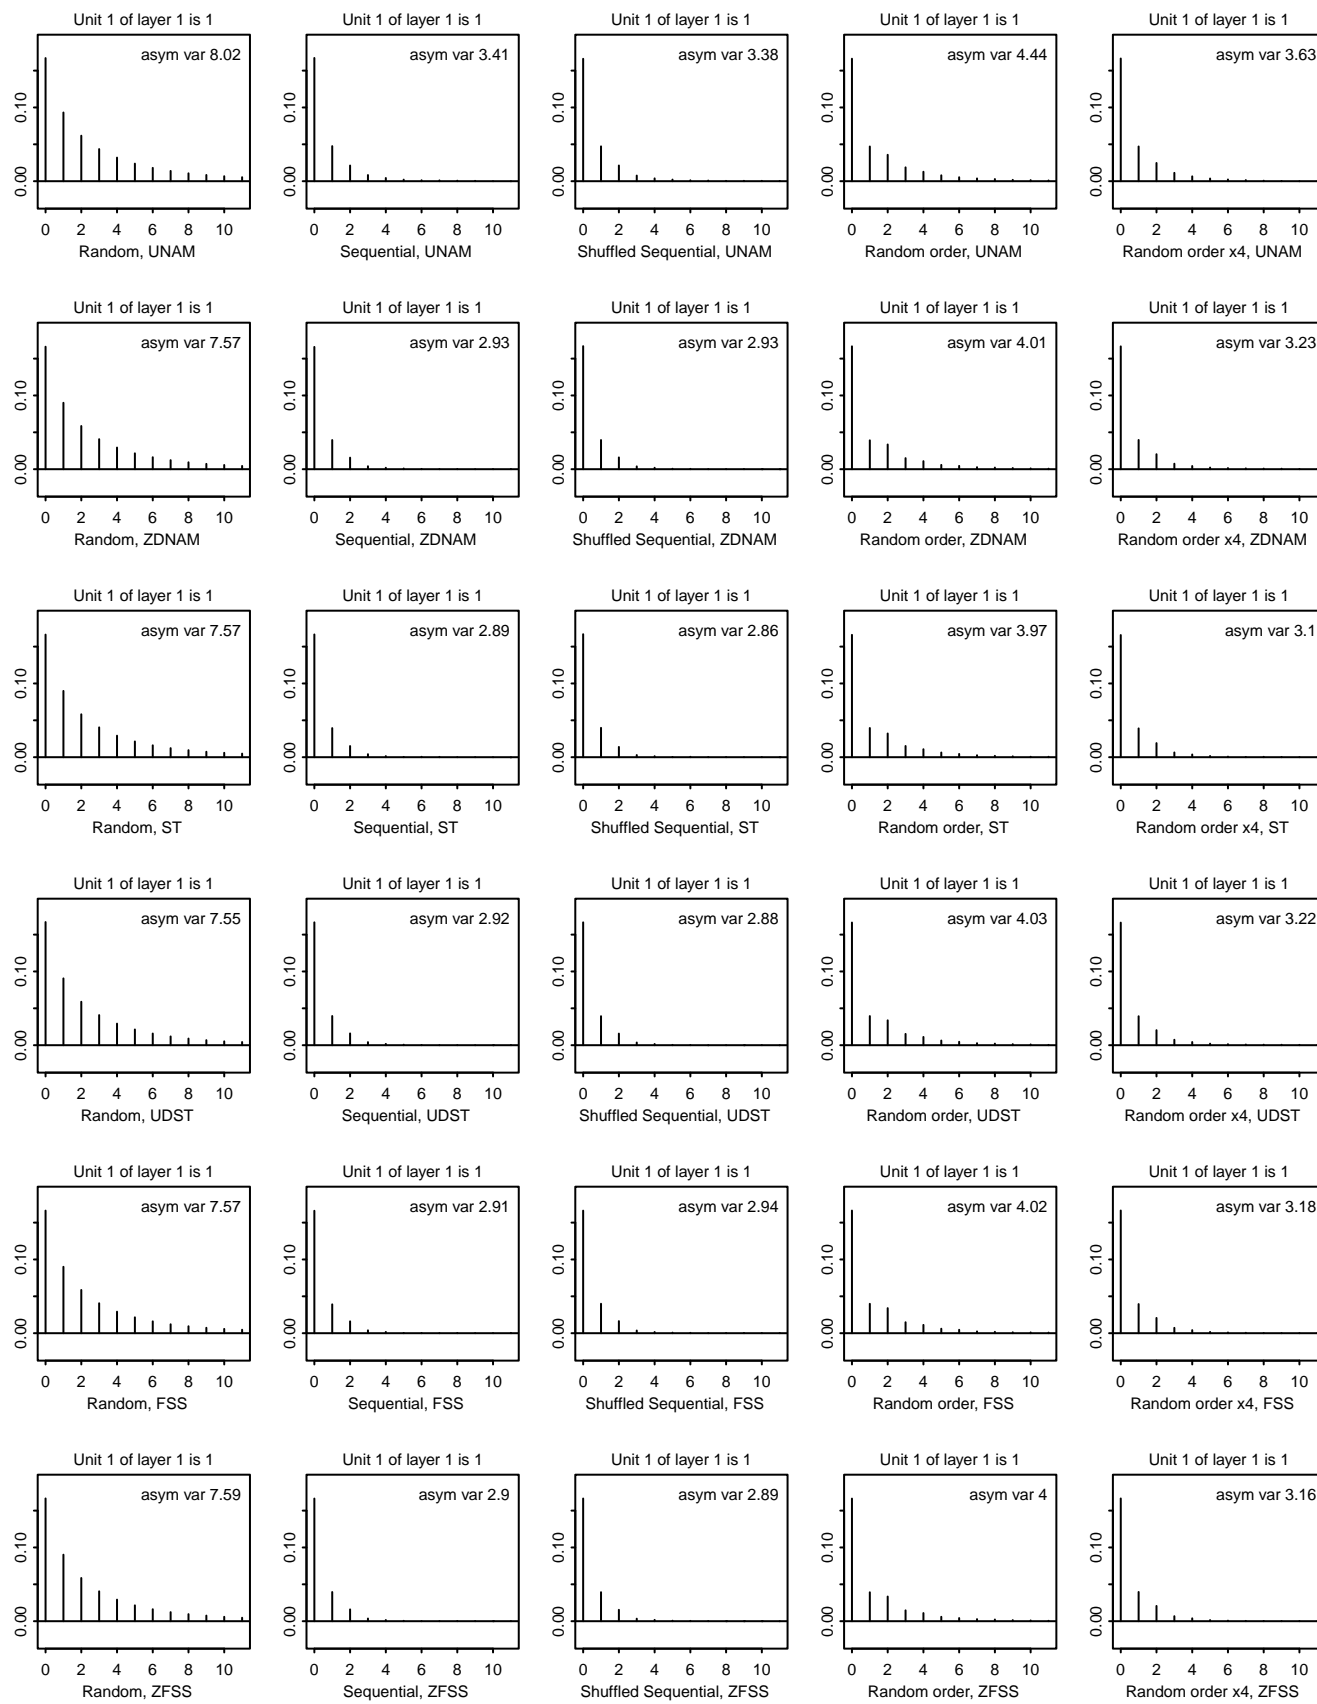 Unit 1 of layer 1 is 1 Unit 1 of layer 1 is 1 Unit 1 of layer 1 is 1 Unit 1 of layer 1 is 1 Unit 1 of layer 1 is 1
asym var 8.02 asym var 3.41 asym var 3.38 asym var 4.44 asym var 3.63
0.10 0.10 0.10 0.10 0.10
0.00 0.00 0.00 0.00 0.00
0 2 4 6 8 10 0 2 4 6 8 10 0 2 4 6 8 10 0 2 4 6 8 10 0 2 4 6 8 10
Random, UNAM Sequential, UNAM Shuffled Sequential, UNAM Random order, UNAM Random order x4, UNAM
Unit 1 of layer 1 is 1 Unit 1 of layer 1 is 1 Unit 1 of layer 1 is 1 Unit 1 of layer 1 is 1 Unit 1 of layer 1 is 1
asym var 7.57 asym var 2.93 asym var 2.93 asym var 4.01 asym var 3.23
0.10 0.10 0.10 0.10 0.10
0.00 0.00 0.00 0.00 0.00
0 2 4 6 8 10 0 2 4 6 8 10 0 2 4 6 8 10 0 2 4 6 8 10 0 2 4 6 8 10
Random, ZDNAM Sequential, ZDNAM Shuffled Sequential, ZDNAM Random order, ZDNAM Random order x4, ZDNAM
Unit 1 of layer 1 is 1 Unit 1 of layer 1 is 1 Unit 1 of layer 1 is 1 Unit 1 of layer 1 is 1 Unit 1 of layer 1 is 1
asym var 7.57 asym var 2.89 asym var 2.86 asym var 3.97 asym var 3.1
0.10 0.10 0.10 0.10 0.10
0.00 0.00 0.00 0.00 0.00
0 2 4 6 8 10 0 2 4 6 8 10 0 2 4 6 8 10 0 2 4 6 8 10 0 2 4 6 8 10
Random, ST Sequential, ST Shuffled Sequential, ST Random order, ST Random order x4, ST
Unit 1 of layer 1 is 1 Unit 1 of layer 1 is 1 Unit 1 of layer 1 is 1 Unit 1 of layer 1 is 1 Unit 1 of layer 1 is 1
asym var 7.55 asym var 2.92 asym var 2.88 asym var 4.03 asym var 3.22
0.10 0.10 0.10 0.10 0.10
0.00 0.00 0.00 0.00 0.00
0 2 4 6 8 10 0 2 4 6 8 10 0 2 4 6 8 10 0 2 4 6 8 10 0 2 4 6 8 10
Random, UDST Sequential, UDST Shuffled Sequential, UDST Random order, UDST Random order x4, UDST
Unit 1 of layer 1 is 1 Unit 1 of layer 1 is 1 Unit 1 of layer 1 is 1 Unit 1 of layer 1 is 1 Unit 1 of layer 1 is 1
asym var 7.57 asym var 2.91 asym var 2.94 asym var 4.02 asym var 3.18
0.10 0.10 0.10 0.10 0.10
0.00 0.00 0.00 0.00 0.00
0 2 4 6 8 10 0 2 4 6 8 10 0 2 4 6 8 10 0 2 4 6 8 10 0 2 4 6 8 10
Random, FSS Sequential, FSS Shuffled Sequential, FSS Random order, FSS Random order x4, FSS
Unit 1 of layer 1 is 1 Unit 1 of layer 1 is 1 Unit 1 of layer 1 is 1 Unit 1 of layer 1 is 1 Unit 1 of layer 1 is 1
asym var 7.59 asym var 2.9 asym var 2.89 asym var 4 asym var 3.16
0.10 0.10 0.10 0.10 0.10
0.00 0.00 0.00 0.00 0.00
0 2 4 6 8 10 0 2 4 6 8 10 0 2 4 6 8 10 0 2 4 6 8 10 0 2 4 6 8 10
Random, ZFSS Sequential, ZFSS Shuffled Sequential, ZFSS Random order, ZFSS Random order x4, ZFSS